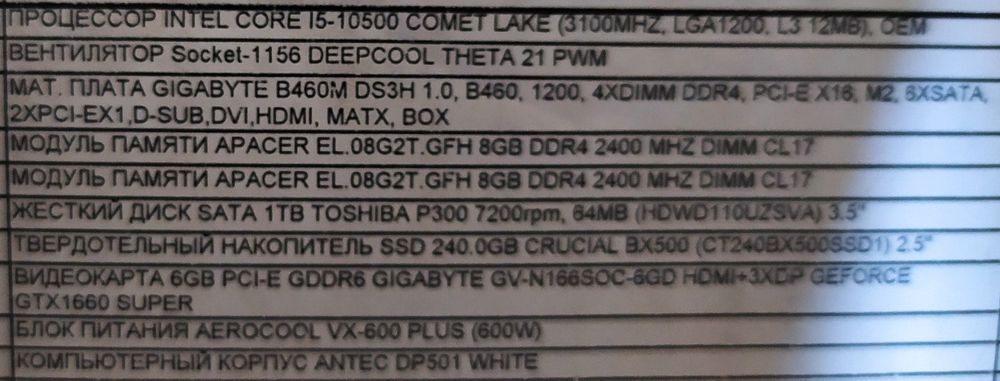 ПРОЦЕССОР INTEL CORE I5-10500 COMET LAKE (3100MHZ, LGA1200, L3 12MB), OEM
ВЕНТИЛЯТОР Socket-1156 DEEPCOOL THETA 21 PWM
МАТ. ПЛАТА GIGABYTE B460M DS3H 1.0, B460, 1200, 4XDIMM DDR4, PCI-E X16, M2, 6XSATA,
2XPCI-EX1,D-SUB,DVI,HDMI, MATX, BOX
МОДУЛЬ ПАМЯТИ APACER EL.08G2T.GFH 8GB DDR4 2400 MHZ DIMM CL17
МОДУЛЬ ПАМЯТИ APACER EL.08G2T.GFH 8GB DDR4 2400 MHZ DIMM CL17
ЖЕСТКИЙ ДИСК SATA 1TB TOSHIBA P300 7200rpm, 64MB (HDWD110UZSVA) 3.5"
ТВЕРДОТЕЛЬНЫЙ НАКОПИТЕЛЬ SSD 240.0GB CRUCIAL BX500 (CT240BX500SSD1) 2.5"
ВИДЕОКАРТА 6GB PCI-E GDDR6 GIGABYTE GV-N166SOC-6GD HDMI+3XDP GEFORCE
GTX1660 SUPER
БЛОК ПИТАНИЯ AEROCOOL VX-600 PLUS (600W)
КОМПЬЮТЕРНЫЙ КОРПУС ANTEC DP501 WHITE